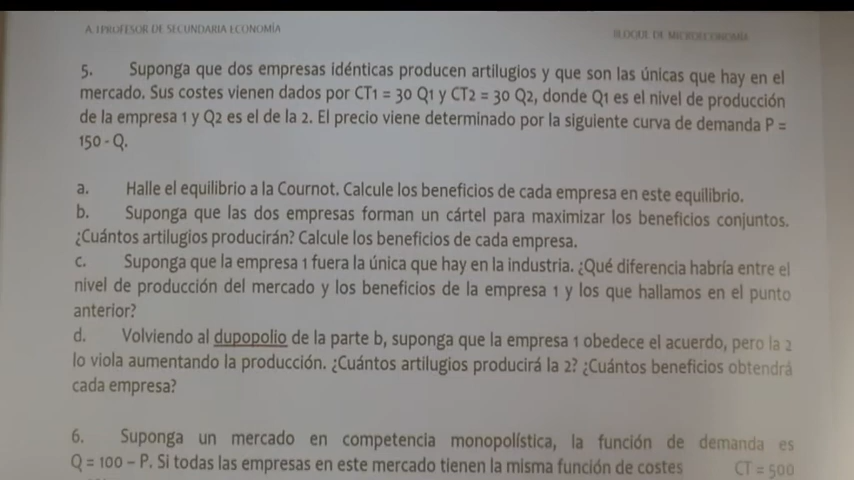 A. I PROFESOR DE SECUNDARIA ECONOMÍA
BLOQUE DE MICROECONOMÍA
5. Suponga que dos empresas idénticas producen artilugios y que son las únicas que hay en el
mercado. Sus costes vienen dados por CT1 = 30 Q1 y CT2 = 30 Q2, donde Q1 es el nivel de producción
de la empresa 1 y Q2 es el de la 2. El precio viene determinado por la siguiente curva de demanda P =
150 - Q.
a. Halle el equilibrio a la Cournot. Calcule los beneficios de cada empresa en este equilibrio.
b. Suponga que las dos empresas forman un cártel para maximizar los beneficios conjuntos.
¿Cuántos artilugios producirán? Calcule los beneficios de cada empresa.
c. Suponga que la empresa 1 fuera la única que hay en la industria. ¿Qué diferencia habría entre el
nivel de producción del mercado y los beneficios de la empresa 1 y los que hallamos en el punto
anterior?
d. Volviendo al dupopolio de la parte b, suponga que la empresa 1 obedece el acuerdo, pero la 2
lo viola aumentando la producción. ¿Cuántos artilugios producirá la 2? ¿Cuántos beneficios obtendrá
cada empresa?
6. Suponga un mercado en competencia monopolística, la función de demanda es
Q = 100 – P. Si todas las empresas en este mercado tienen la misma función de costes CT = 500